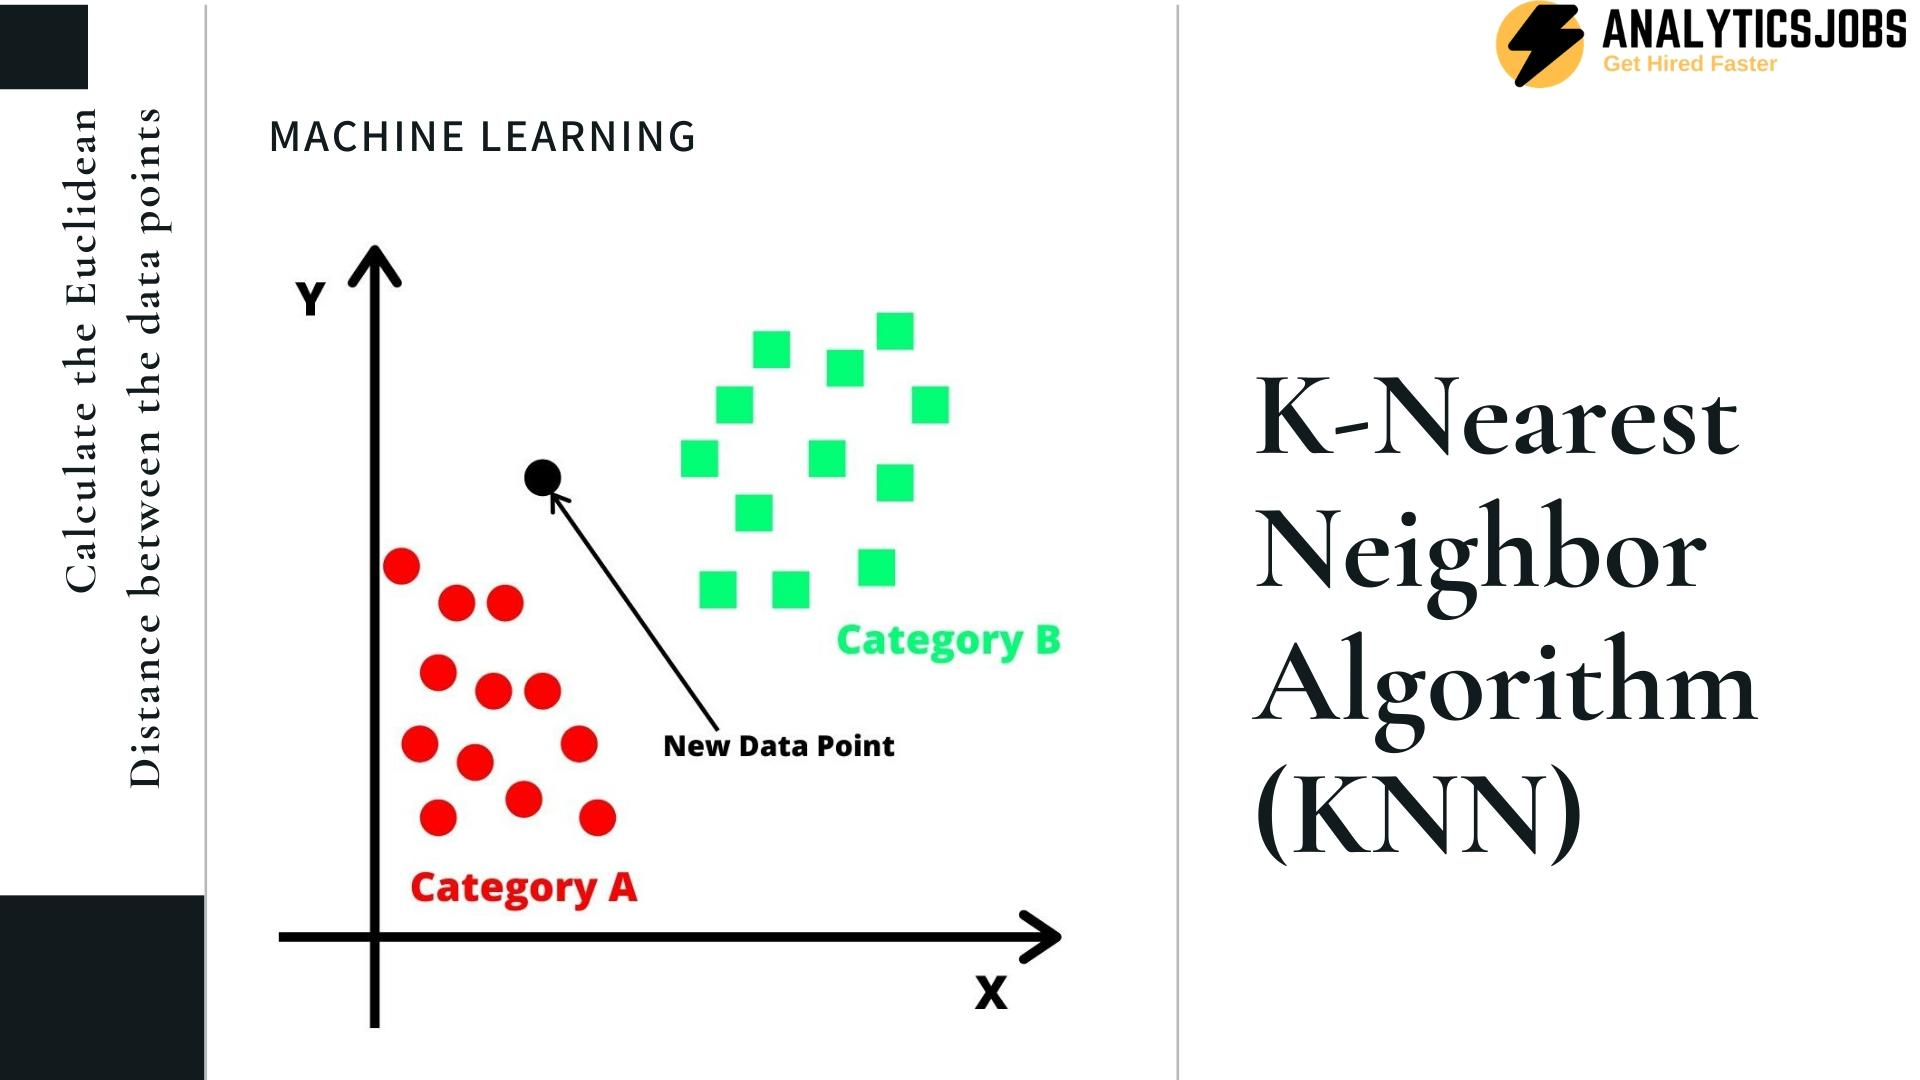 ANALYTICSJOBS
Get Hired Faster
Calculate the Euclidean
Distance between the data points
MACHINE LEARNING
Y
Category B
New Data Point
Category A
X
K-Nearest
Neighbor
Algorithm
(KNN)